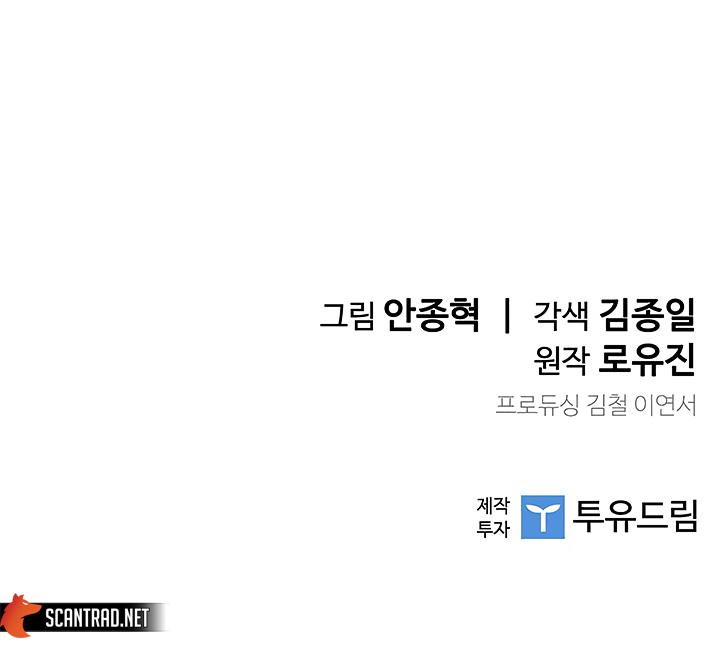 그림 안종혁 | 각색 김종일
원작 로유진
프로듀싱 김철 이연서
제작
투자
투유드림
SCANTRAD.NET